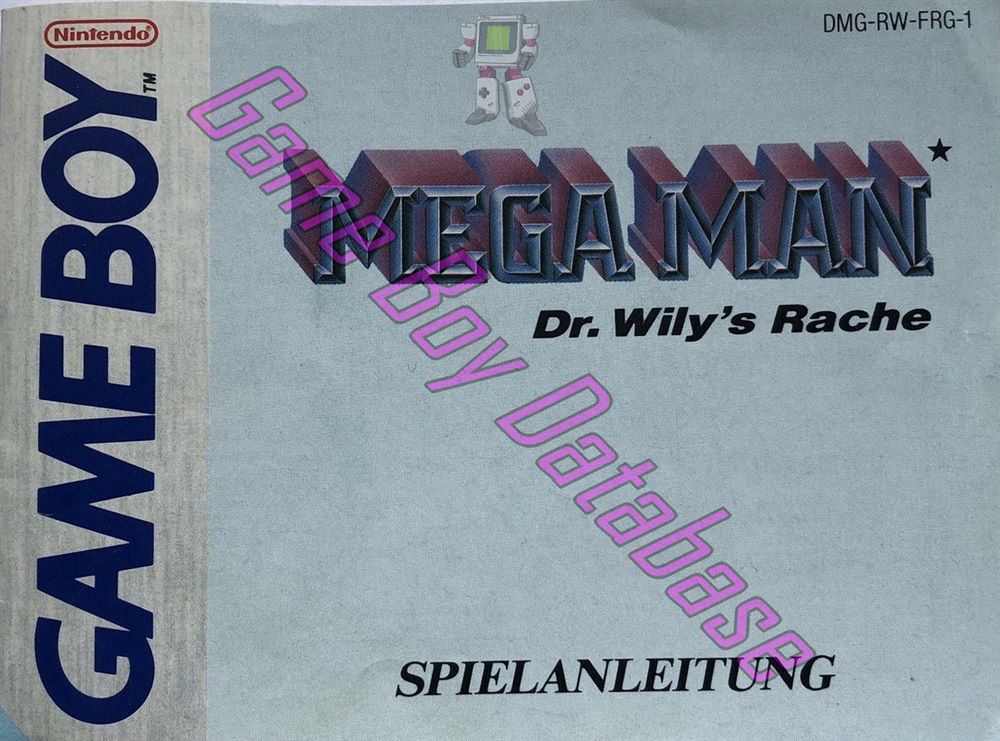 Nintendo®
GAME BOY™
DMG-RW-FRG-1
MEGA MAN★
Dr. Wily's Rache
Game Boy Database
SPIELANLEITUNG